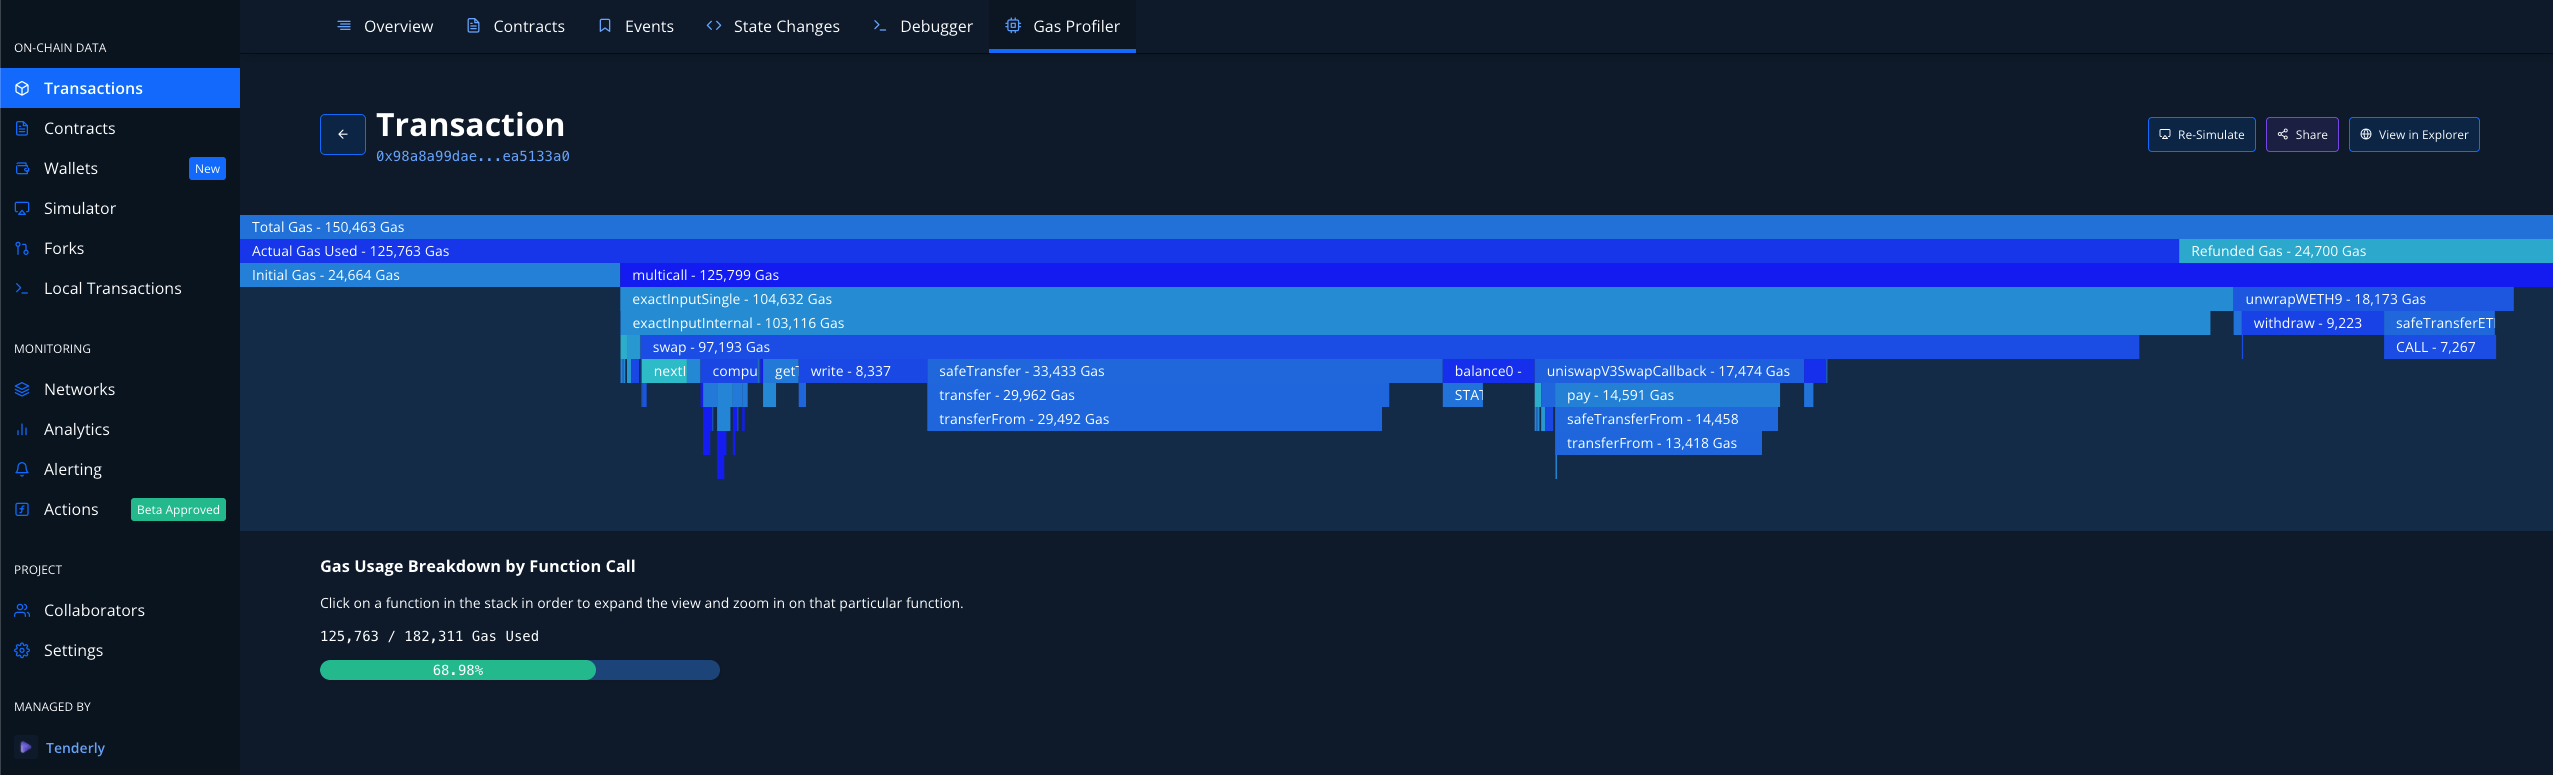 ON-CHAIN DATA
Transactions
Contracts
Wallets
New
Simulator
Forks
Local Transactions
MONITORING
Networks
Analytics
Alerting
Actions
Beta Approved
PROJECT
Collaborators
Settings
MANAGED BY
Tenderly
Overview
Contracts
Events
State Changes
Debugger
Gas Profiler
Transaction
0x98a8a99dae...ea5133a0
Re-Simulate
Share
View in Explorer
Total Gas - 150,463 Gas
Actual Gas Used - 125,763 Gas
Refunded Gas - 24,700 Gas
Initial Gas - 24,664 Gas
multicall - 125,799 Gas
exactInputSingle - 104,632 Gas
unwrapWETH9 - 18,173 Gas
exactInputInternal - 103,116 Gas
withdraw - 9,223
safeTransferET
swap - 97,193 Gas
CALL - 7,267
nextI
compu
get
write - 8,337
safeTransfer - 33,433 Gas
balance0 -
uniswapV3SwapCallback - 17,474 Gas
transfer - 29,962 Gas
STAT
pay - 14,591 Gas
transferFrom - 29,492 Gas
safeTransferFrom - 14,458
transferFrom - 13,418 Gas
Gas Usage Breakdown by Function Call
Click on a function in the stack in order to expand the view and zoom in on that particular function.
125,763 / 182,311 Gas Used
68.98%